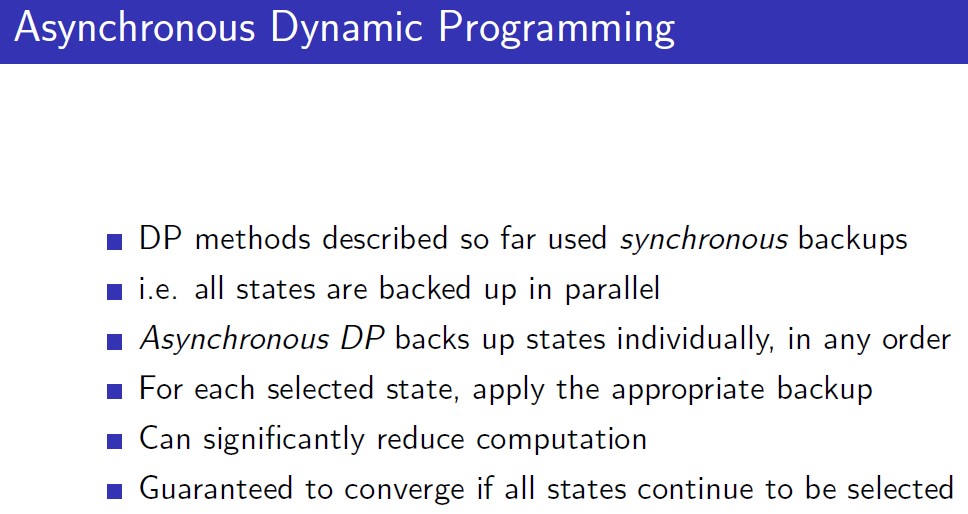 Asynchronous Dynamic Programming
DP methods described so far used synchronous backups
i.e. all states are backed up in parallel
Asynchronous DP backs up states individually, in any order
For each selected state, apply the appropriate backup
Can significantly reduce computation
Guaranteed to converge if all states continue to be selected